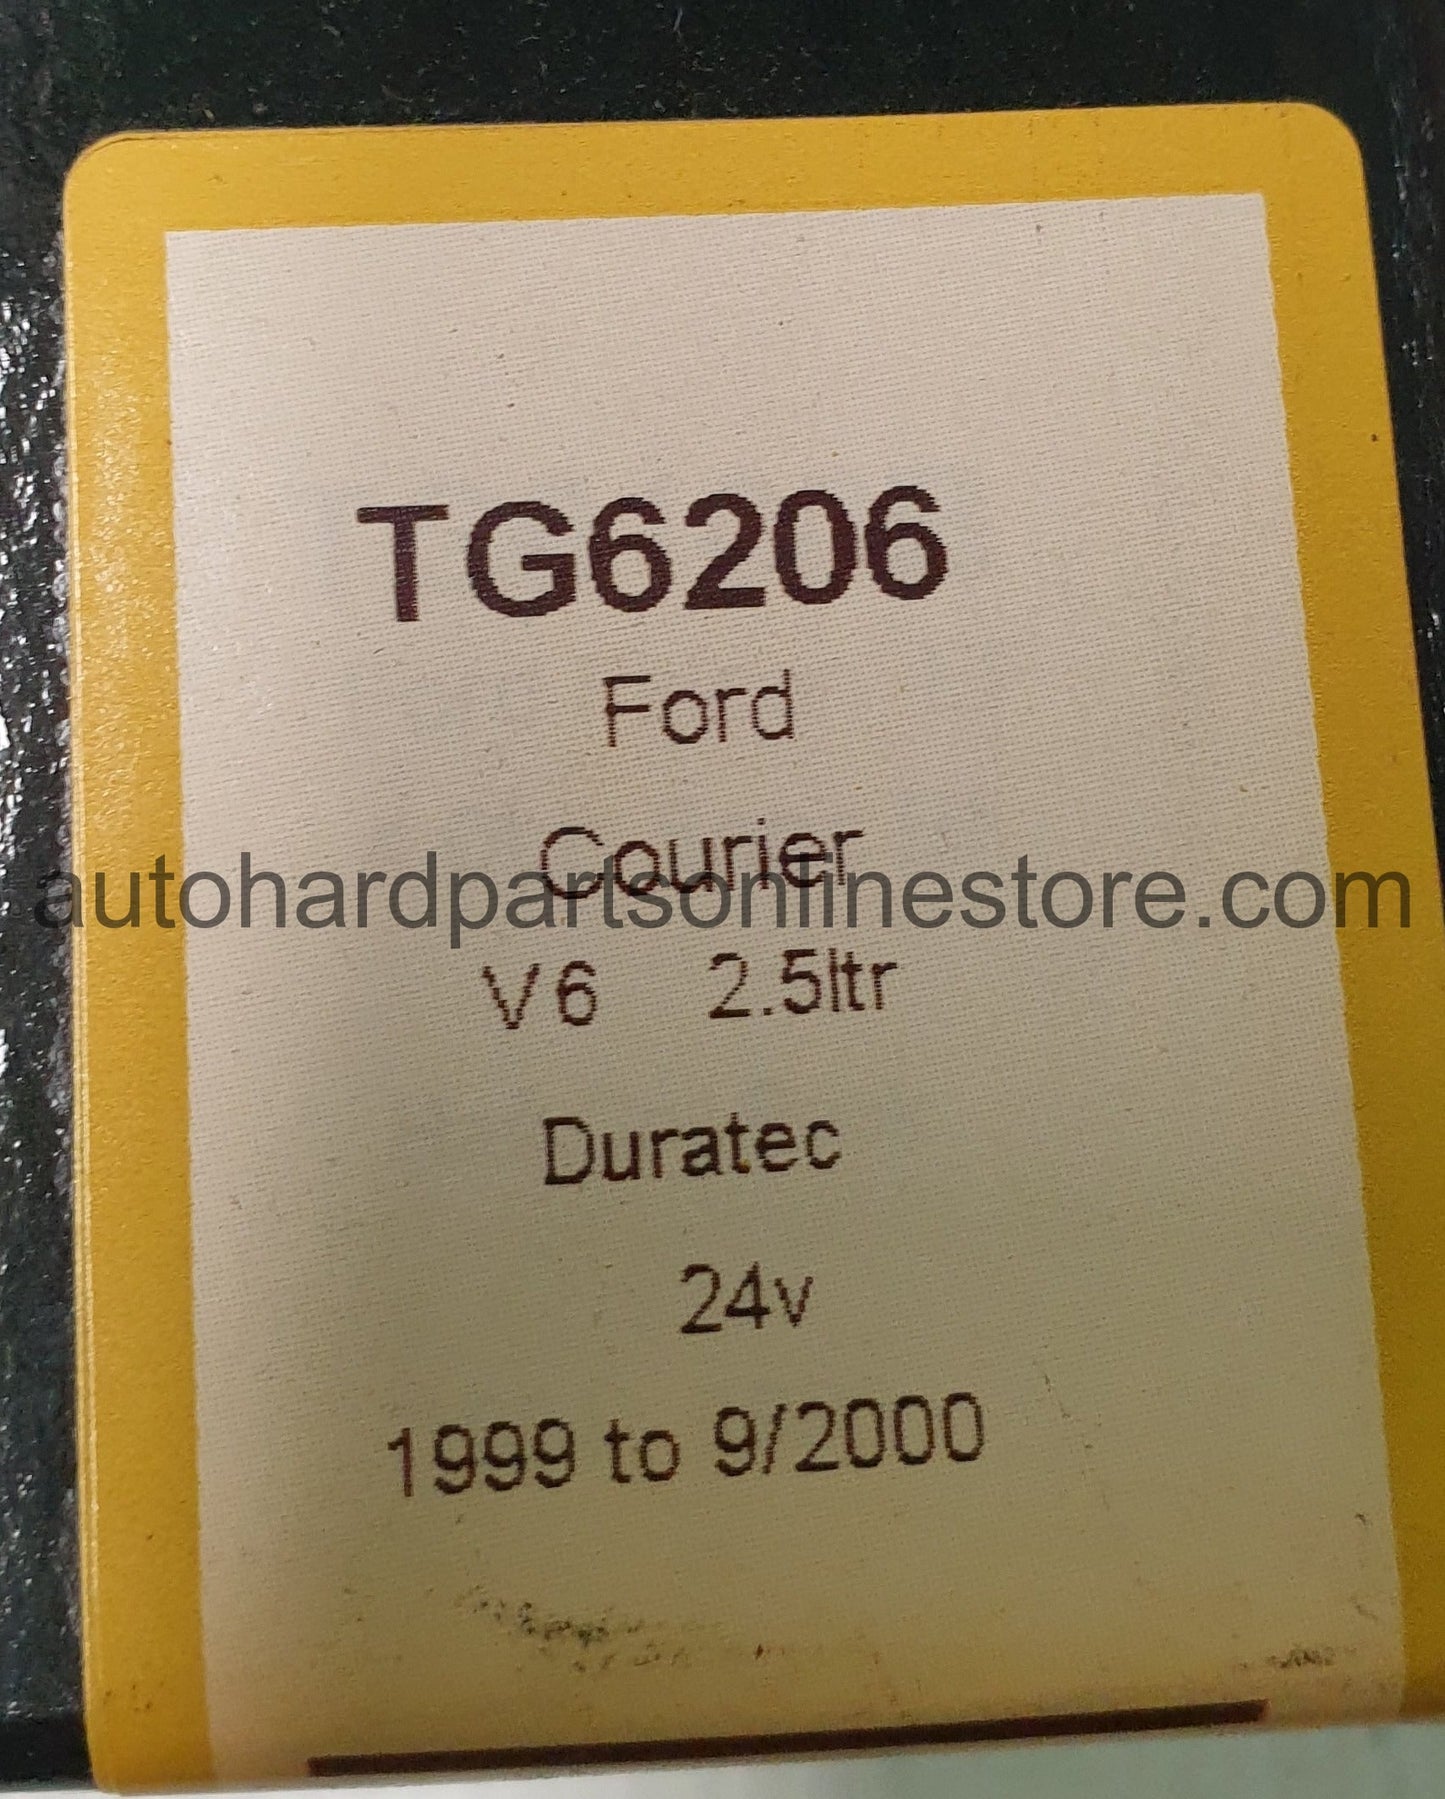 TG6206
Ford
Courier
autohardpartsonlinestore.com
V6 2.5ltr
Duratec
24v
1999 to 9/2000